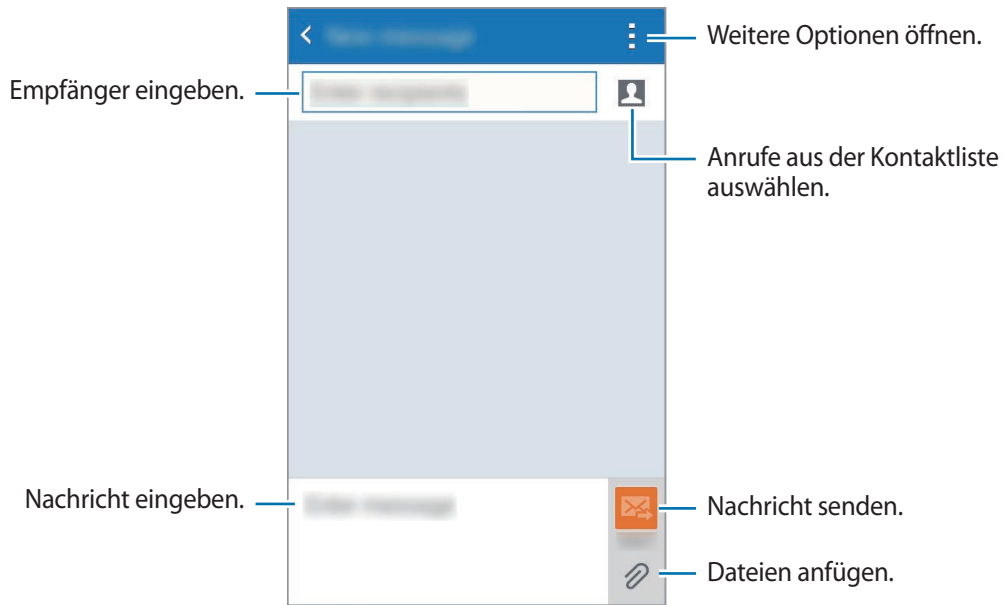 Weitere Optionen öffnen.
Empfänger eingeben.
Anrufe aus der Kontaktliste
auswählen.
Nachricht eingeben.
Nachricht senden.
Dateien anfügen.